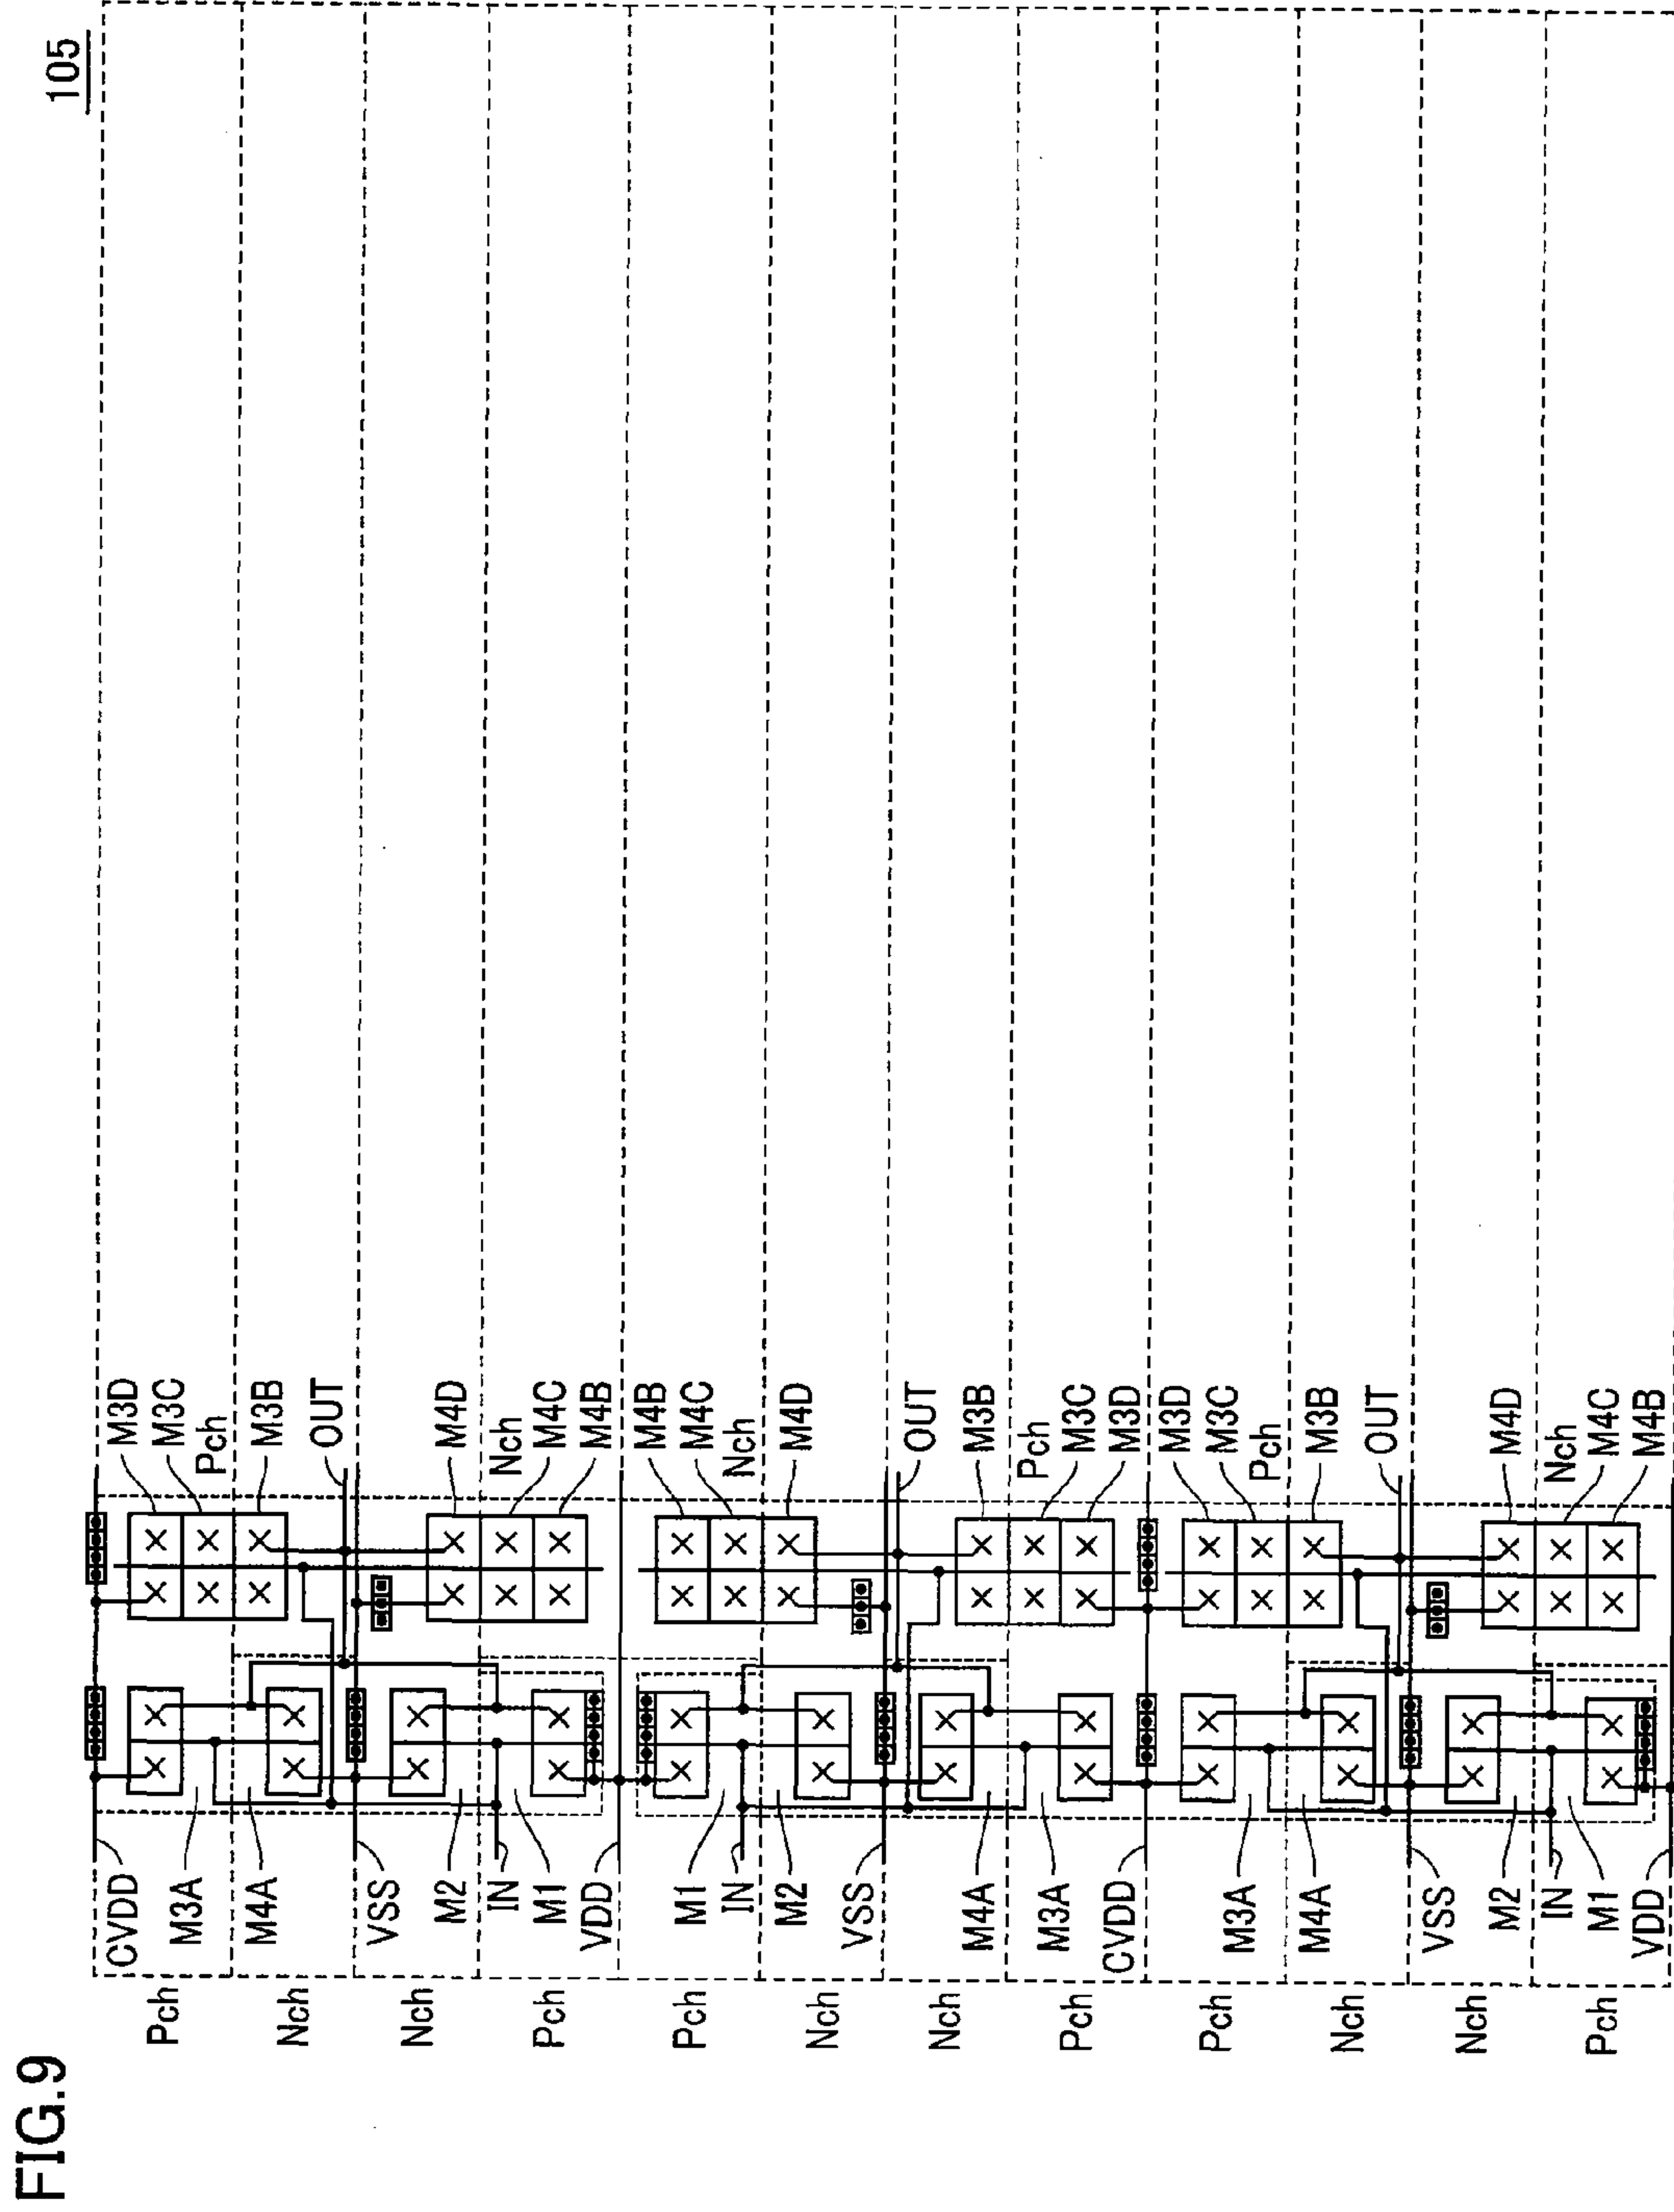 FIG.9
105
CVDD
M3D
Pch
M3A
M3C
Pch
M4A
M3B
Nch
OUT
VSS
Nch
M2
M4D
IN
Nch
Pch
M1
M4C
VDD
M4B
M4B
Pch
M1
M4C
IN
Nch
M2
M4D
Nch
VSS
OUT
Nch
M4A
M3B
Pch
M3A
Pch
M3C
CVDD
M3D
M3D
Pch
M3A
M3C
Pch
M4A
M3B
Nch
OUT
VSS
Nch
M2
M4D
IN
Nch
Pch
M1
M4C
VDD
M4B